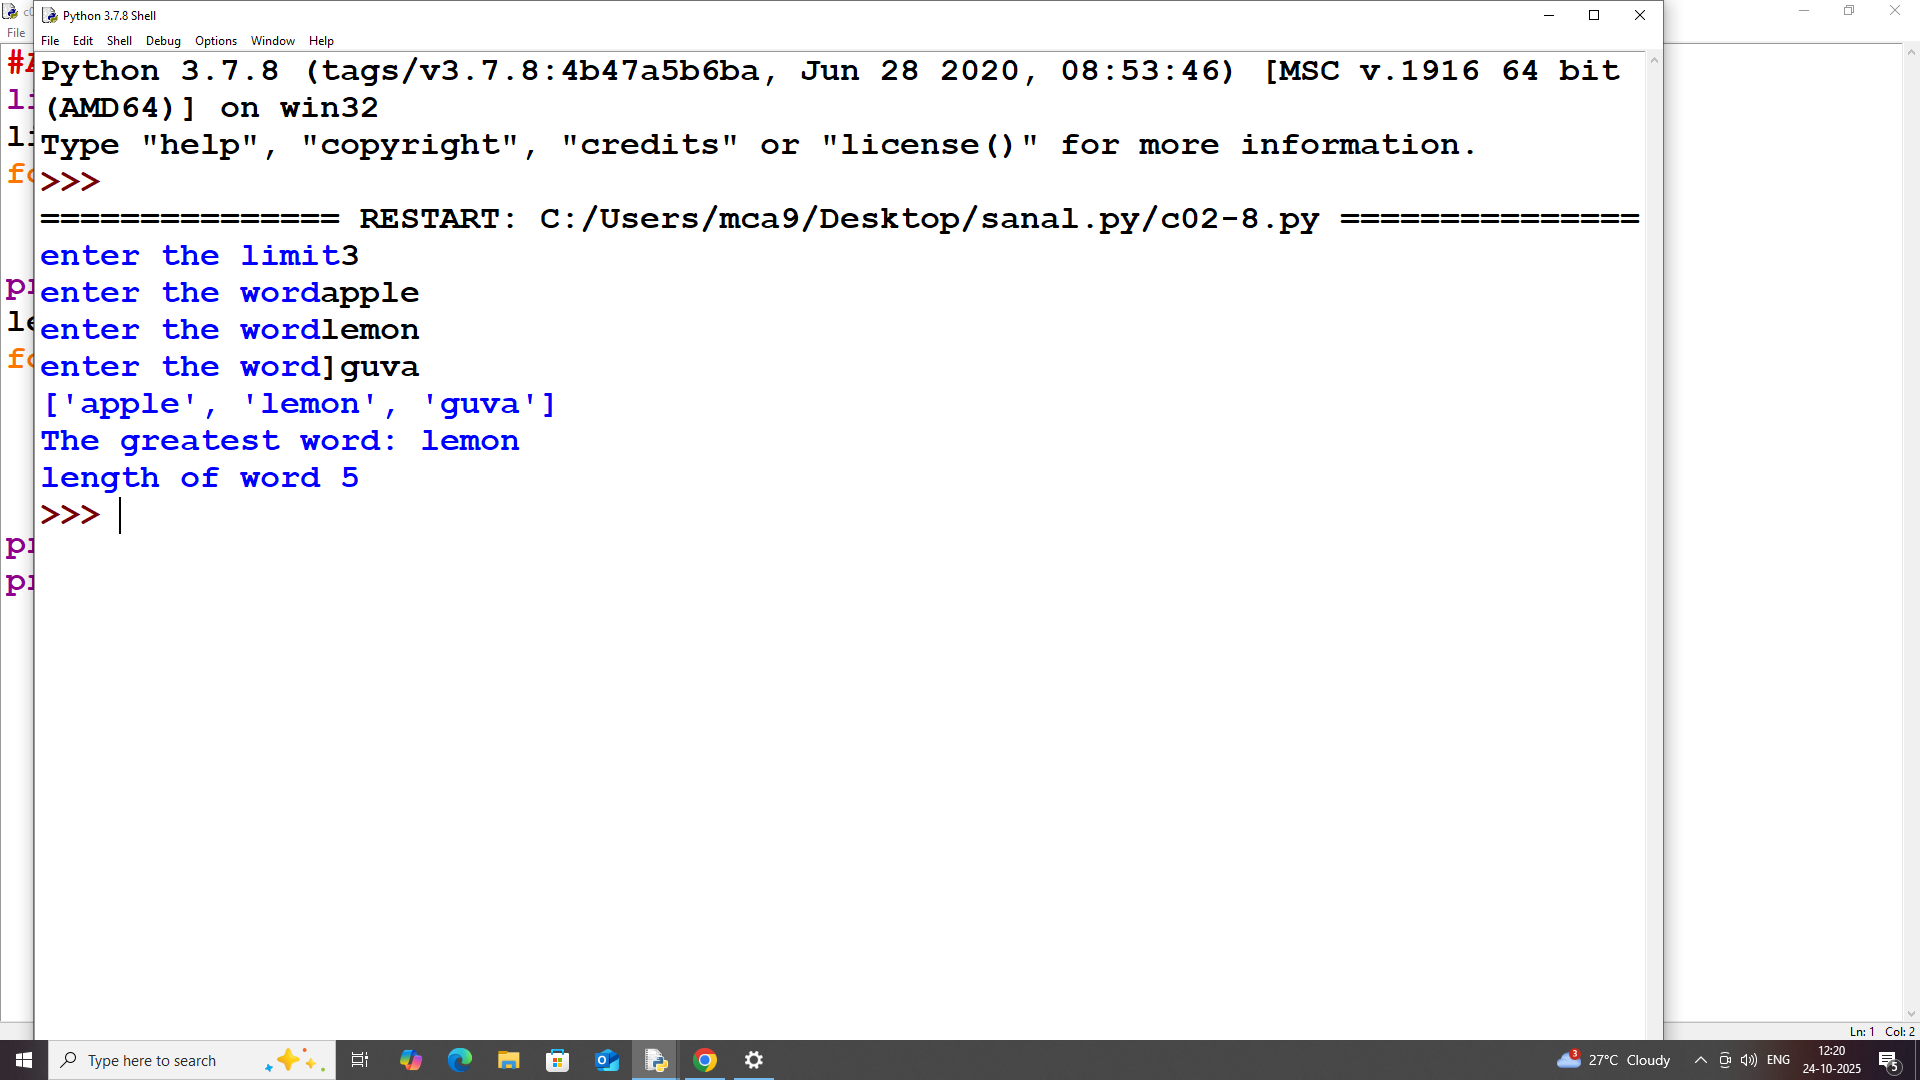 Python 3.7.8 Shell
File Edit Shell Debug Options Window Help
File
Python 3.7.8 (tags/v3.7.8:4b47a5b6ba, Jun 28 2020, 08:53:46) [MSC v.1916 64 bit
(AMD64)] on win32
Type "help", "copyright", "credits" or "license()" for more information.
>>>
=============== RESTART: C:/Users/mca9/Desktop/sanal.py/c02-8.py ===============
enter the limit3
enter the wordapple
enter the wordlemon
enter the word]guva
['apple', 'lemon', 'guva']
The greatest word: lemon
length of word 5
>>>
Ln: 1 Col: 2
Type here to search
3
27°C Cloudy
ENG
12:20
24-10-2025
5